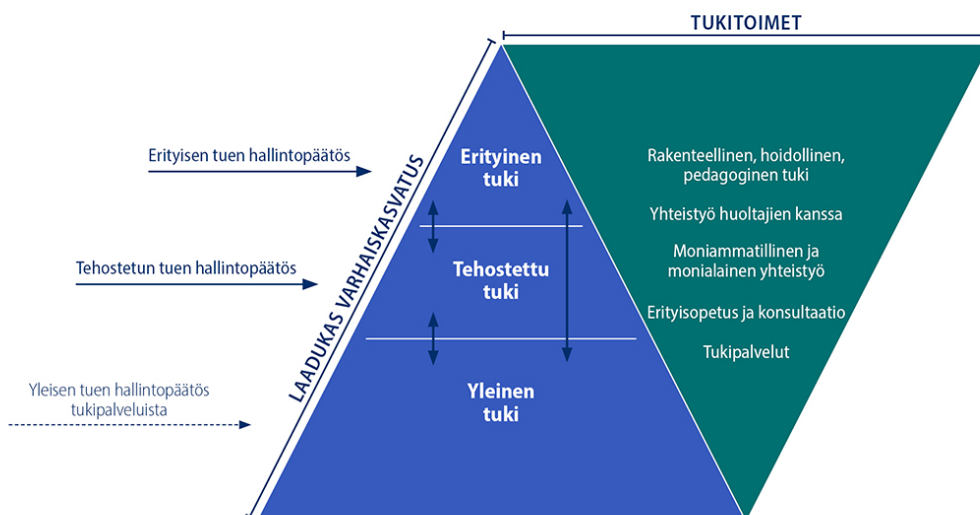 TUKITOIMET
LAADUKAS VARHAISKASVATUS
Erityisen tuen hallintopäätös
Tehostetun tuen hallintopäätös
Yleisen tuen hallintopäätös
tukipalveluista
Erityinen
tuki
Tehostettu
tuki
Yleinen
tuki
Rakenteellinen, hoidollinen,
pedagoginen tuki
Yhteistyö huoltajien kanssa
Moniammatillinen ja
monialainen yhteistyö
Erityisopetus ja konsultaatio
Tukipalvelut